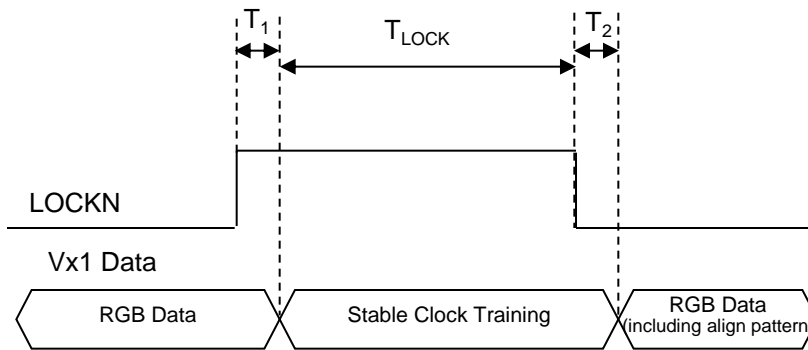 T1 TLOCK T2
LOCKN
Vx1 Data
RGB Data Stable Clock Training RGB Data
(including align pattern